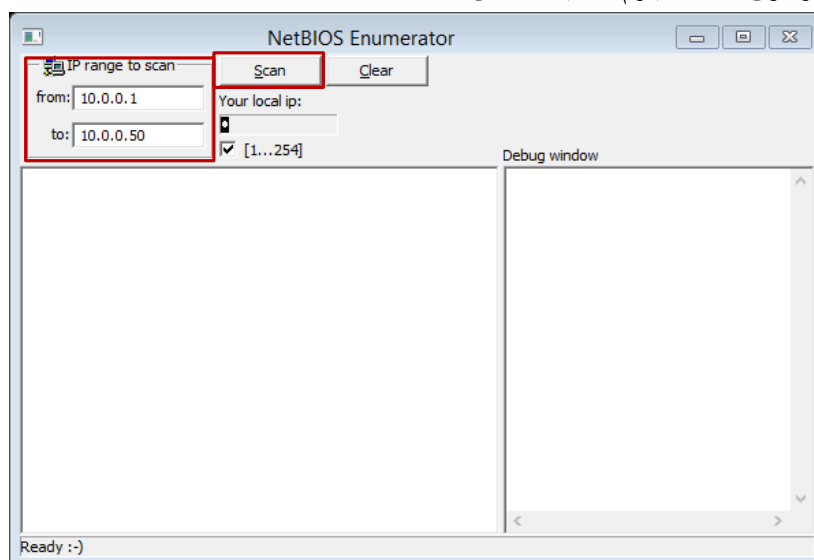 NetBIOS Enumerator
IP range to scan
Scan
Clear
from: 10.0.0.1
Your local ip:
to: 10.0.0.50
[1...254]
Debug window
Ready :-)